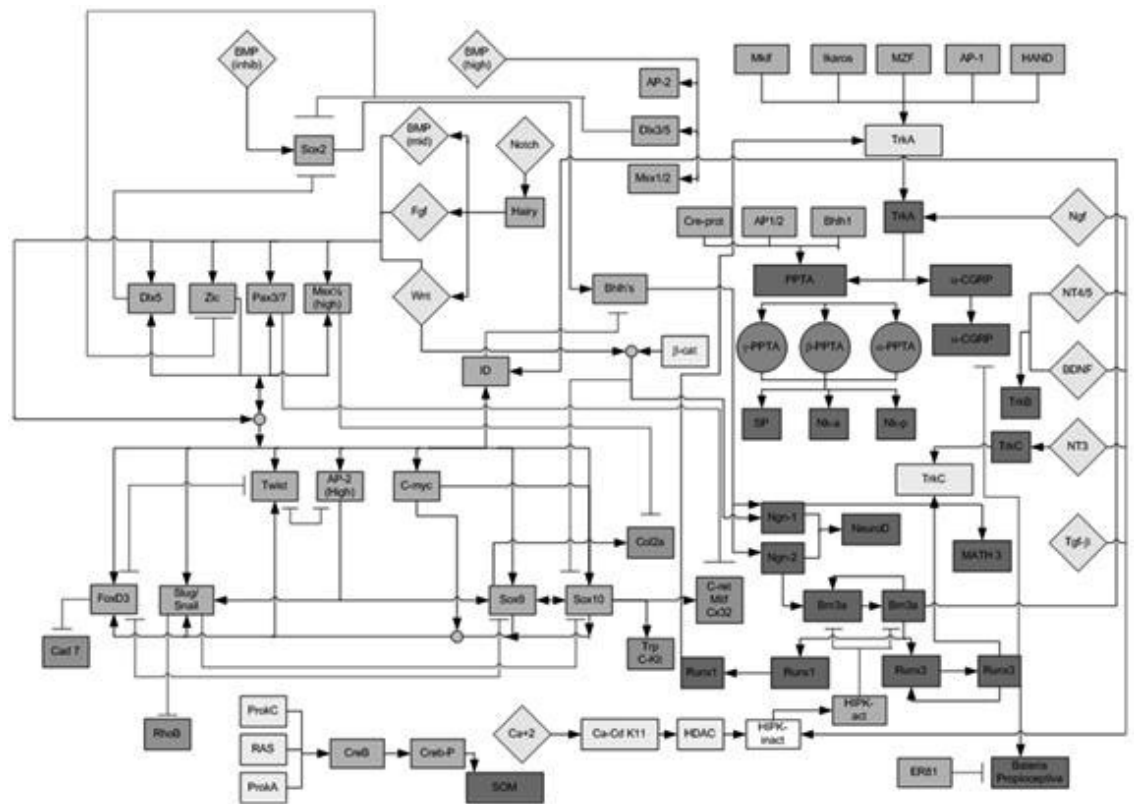 BMP
(inhib)
BMP
(high)
Mklf
Ikaros
MZF
AP-1
HAND
AP-2
BMP
(mid)
Notch
Dlx3/5
TrkA
Sox2
Msx1/2
Fgf
Hairy
Cre-prot
AP1/2
Bhlh1
TrkA
Ngf
Dlx5
Zic
Pax3/7
(high)
Wnt
Bhlh's
PPTA
α-CGRP
NT4/5
β-cat
γ-PPTA
β-PPTA
α-PPTA
α-CGRP
ID
BDNF
TrkB
SP
Nk-a
Nk-p
TrkC
NT3
Twist
AP-2
(High)
C-myc
TrkC
Ngn-1
NeuroD
Col2a
Ngn-2
MATH 3
Tgf-β
FoxD3
Slug/
Snail
Sox9
Sox10
C-ret
Mitf
Cx32
Brn3a
Brn3a
Cad 7
Trp
C-Kit
Runx1
Runx1
Runx3
Runx3
HIPK-
act
RhoB
ProkC
RAS
ProkA
CreB
Creb-P
SOM
Ca+2
Ca-Cd K11
HDAC
HIPK-
inact
ER81
Bateria
Propioceptiva